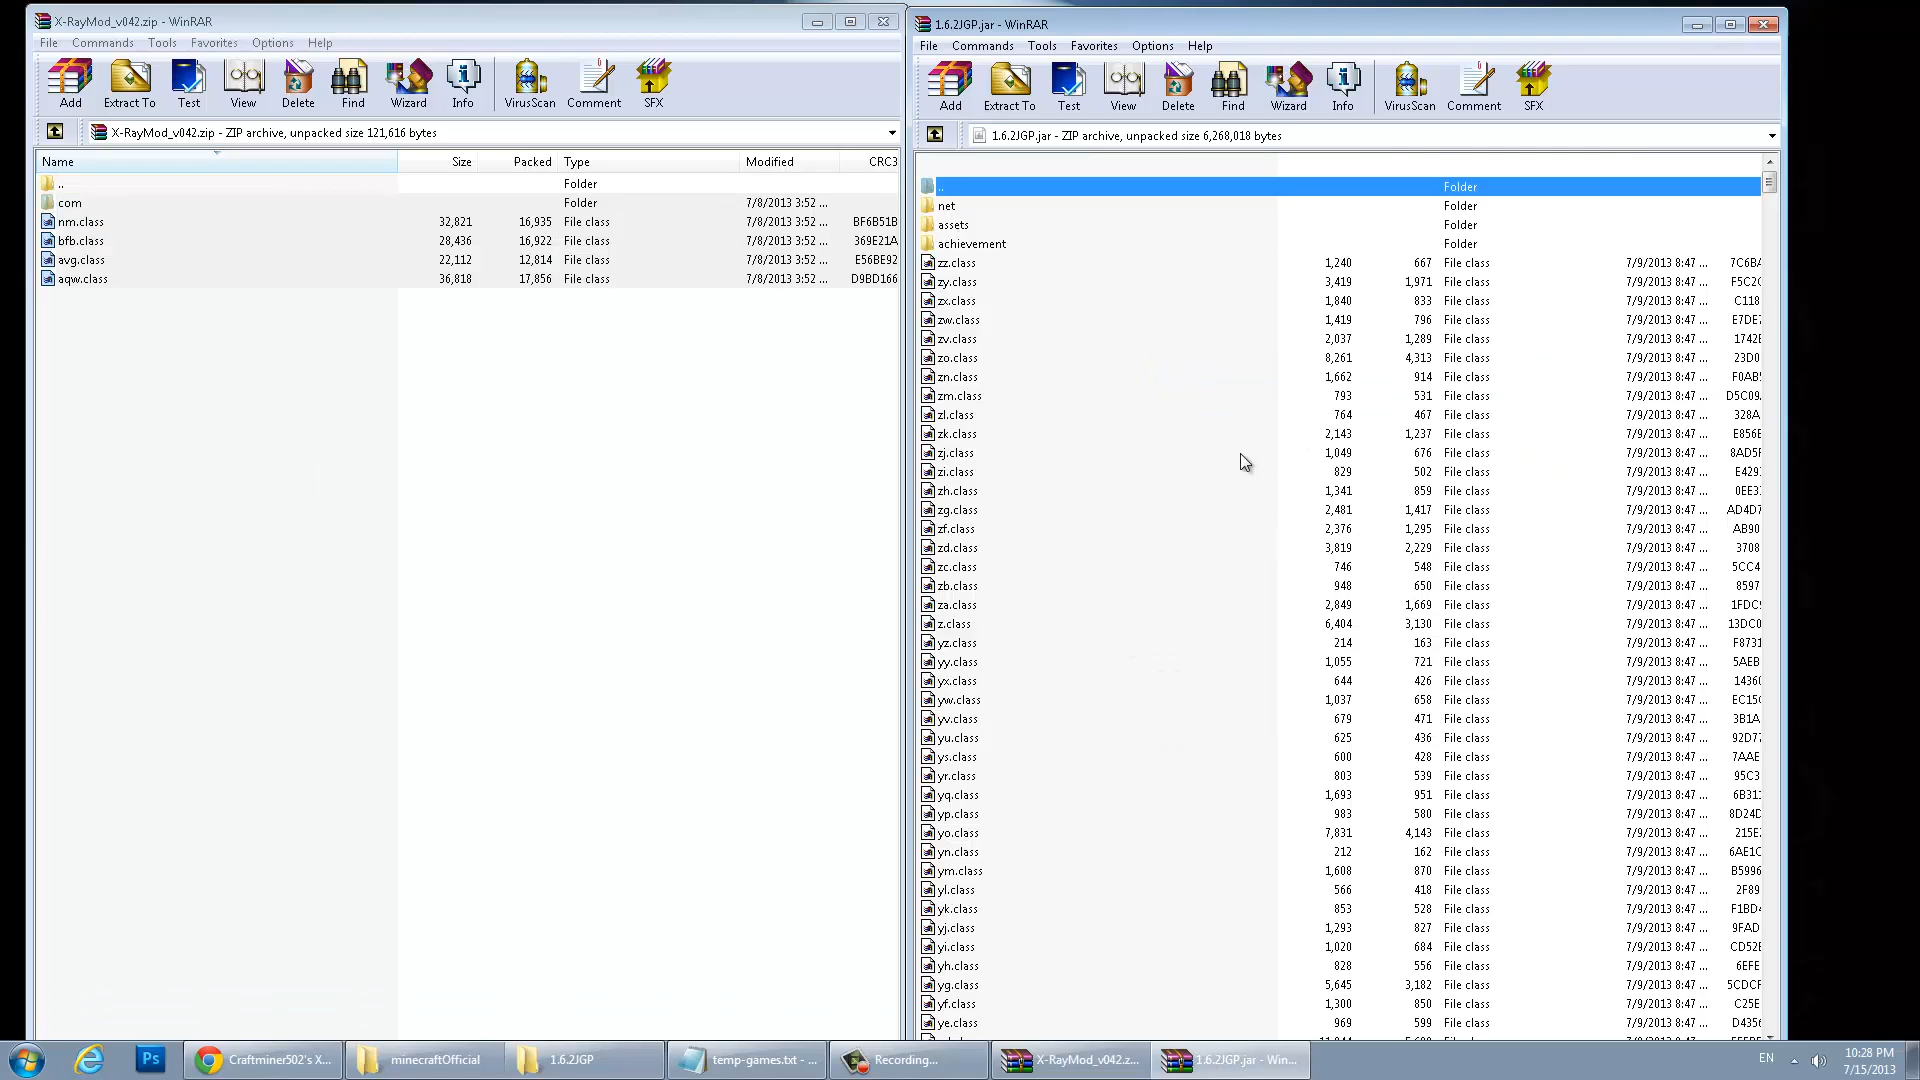 X-RayMod_v042.zip - WinRAR
File Commands Tools Favorites Options Help
Add Extract To Test View Delete Find Wizard Info VirusScan Comment SFX
X-RayMod_v042.zip - ZIP archive, unpacked size 121,616 bytes
Name Size Packed Type Modified CRC3
.. Folder
com Folder 7/8/2013 3:52 ...
nm.class 32,821 16,935 File class 7/8/2013 3:52 ... BF6B51B
bfb.class 28,436 16,922 File class 7/8/2013 3:52 ... 369E21A
avg.class 22,112 12,814 File class 7/8/2013 3:52 ... E56BE92
aqw.class 36,818 17,856 File class 7/8/2013 3:52 ... D9BD166
1.6.2JGP.jar - WinRAR
File Commands Tools Favorites Options Help
Add Extract To Test View Delete Find Wizard Info VirusScan Comment SFX
1.6.2JGP.jar - ZIP archive, unpacked size 6,268,018 bytes
.. Folder
net Folder
assets Folder
achievement Folder
zz.class 1,240 667 File class 7/9/2013 8:47 ... 7C6BA
zy.class 3,419 1,971 File class 7/9/2013 8:47 ... F5C2C
zx.class 1,840 833 File class 7/9/2013 8:47 ... C118
zw.class 1,419 796 File class 7/9/2013 8:47 ... E7DE7
zv.class 2,037 1,289 File class 7/9/2013 8:47 ... 1742E
zo.class 8,261 4,313 File class 7/9/2013 8:47 ... 23D0
zn.class 1,662 914 File class 7/9/2013 8:47 ... F0AB5
zm.class 793 531 File class 7/9/2013 8:47 ... D5C09
zl.class 764 467 File class 7/9/2013 8:47 ... 328A
zk.class 2,143 1,237 File class 7/9/2013 8:47 ... E856E
zj.class 1,049 676 File class 7/9/2013 8:47 ... 8AD5F
zi.class 829 502 File class 7/9/2013 8:47 ... E429
zh.class 1,341 859 File class 7/9/2013 8:47 ... 0EE3
zg.class 2,481 1,417 File class 7/9/2013 8:47 ... AD4D7
zf.class 2,376 1,295 File class 7/9/2013 8:47 ... AB90
zd.class 3,819 2,229 File class 7/9/2013 8:47 ... 3708
zc.class 746 548 File class 7/9/2013 8:47 ... 5CC4
zb.class 948 650 File class 7/9/2013 8:47 ... 8597
za.class 2,849 1,669 File class 7/9/2013 8:47 ... 1FDC
z.class 6,404 3,130 File class 7/9/2013 8:47 ... 13DC0
yz.class 214 163 File class 7/9/2013 8:47 ... F8731
yy.class 1,055 721 File class 7/9/2013 8:47 ... 5AEB
yx.class 644 426 File class 7/9/2013 8:47 ... 1436
yw.class 1,037 658 File class 7/9/2013 8:47 ... EC15
yv.class 679 471 File class 7/9/2013 8:47 ... 3B1A
yu.class 625 436 File class 7/9/2013 8:47 ... 92D7
ys.class 600 428 File class 7/9/2013 8:47 ... 7AAE
yr.class 803 539 File class 7/9/2013 8:47 ... 95C3
yq.class 1,693 951 File class 7/9/2013 8:47 ... 6B31
yp.class 983 580 File class 7/9/2013 8:47 ... 8D24D
yo.class 7,831 4,143 File class 7/9/2013 8:47 ... 215E
yn.class 212 162 File class 7/9/2013 8:47 ... 6AE1C
ym.class 1,608 870 File class 7/9/2013 8:47 ... B5996
yl.class 566 418 File class 7/9/2013 8:47 ... 2F89
yk.class 853 528 File class 7/9/2013 8:47 ... F1BD
yj.class 1,293 827 File class 7/9/2013 8:47 ... 9FAD
yi.class 1,020 684 File class 7/9/2013 8:47 ... CD52
yh.class 828 556 File class 7/9/2013 8:47 ... 6EFE
yg.class 5,645 3,182 File class 7/9/2013 8:47 ... 5CDCF
yf.class 1,300 850 File class 7/9/2013 8:47 ... C25E
ye.class 969 599 File class 7/9/2013 8:47 ... D435
Ps Craftminer502's X... minecraftOfficial 1.6.2JGP temp-games.txt - ... Recording... X-RayMod_v042.z... 1.6.2JGP.jar - Win... EN 10:28 PM
7/15/2013